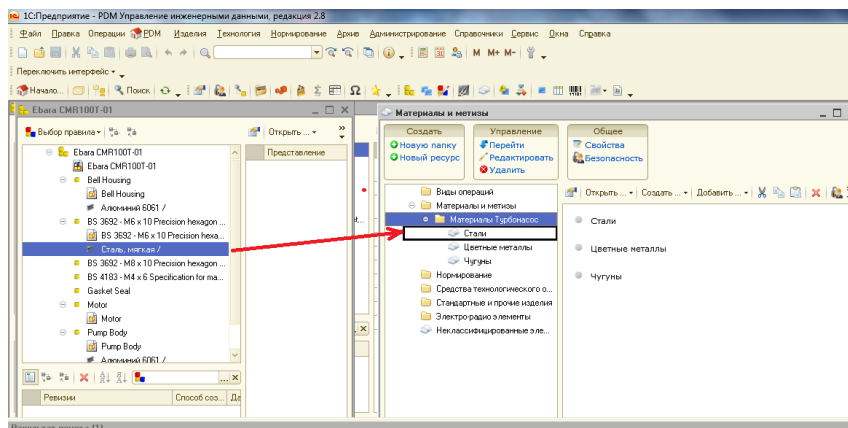 1С:Предприятие - PDM Управление инженерными данными, редакция 2.8
Файл Правка Операции PDM Изделия Технология Нормирование Архив Администрирование Справочники Сервис Окна Справка
M M+ M-
Переключить интерфейс
Начало... Поиск
Ebara CMR100T-01
Выбор правила
Открыть ...
Представление
Ebara CMR100T-01
Ebara CMR100T-01
Bell Housing
Bell Housing
Алюминий 6061 /
BS 3692 - M6 x 10 Precision hexagon ...
BS 3692 - M6 x 10 Precision hexa...
Сталь, мягкая /
BS 3692 - M8 x 10 Precision hexagon ...
BS 4183 - M4 x 6 Specification for ma...
Gasket Seal
Motor
Motor
Pump Body
Pump Body
Алюминий 6061 /
Ревизии
Способ соз...
Да
Материалы и метизы
Создать
Новую папку
Новый ресурс
Управление
Перейти
Редактировать
Удалить
Общее
Свойства
Безопасность
Открыть ... Создать ... Добавить ...
Виды операций
Материалы и метизы
Материалы Турбонасос
Стали
Цветные металлы
Чугуны
Нормирование
Средства технологического о...
Стандартные и прочие изделия
Электро-радио элементы
Неклассифицированные эле...
Стали
Цветные металлы
Чугуны